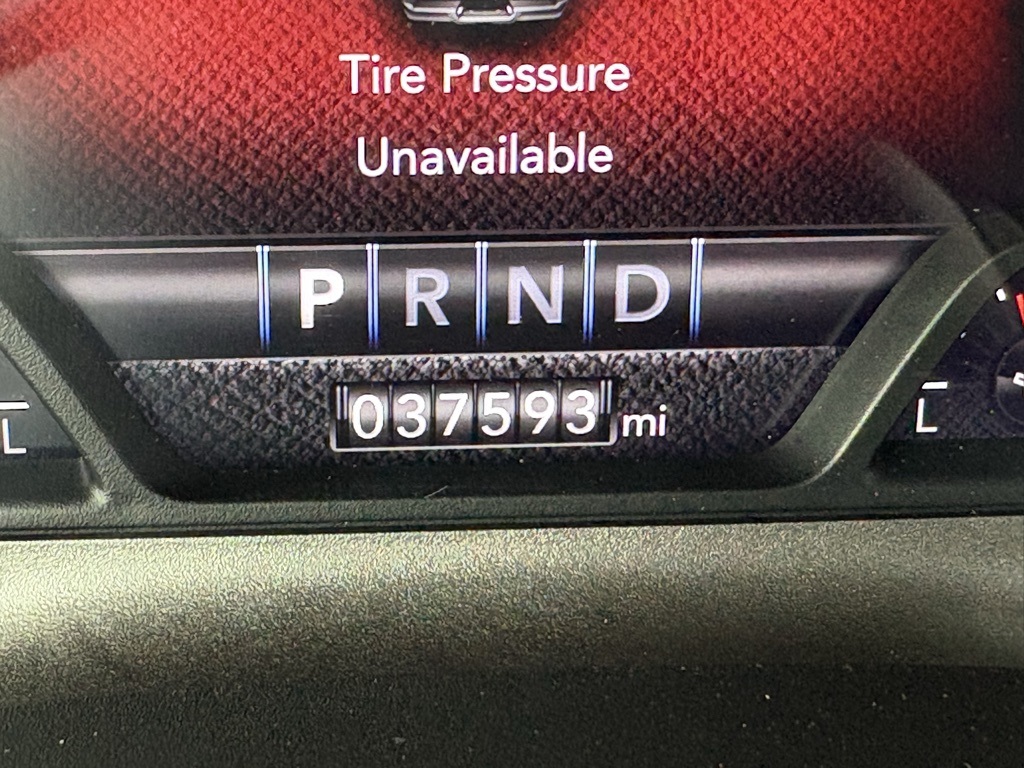 Tire Pressure
Unavailable
P R N D
037593 mi
L
L